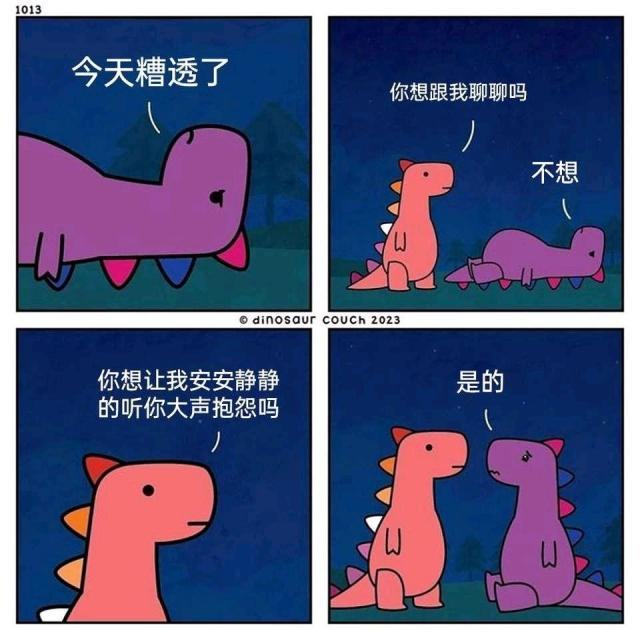 1013
今天糟透了
你想跟我聊聊吗
不想
© dinosaur couch 2023
你想让我安安静静
的听你大声抱怨吗
是的